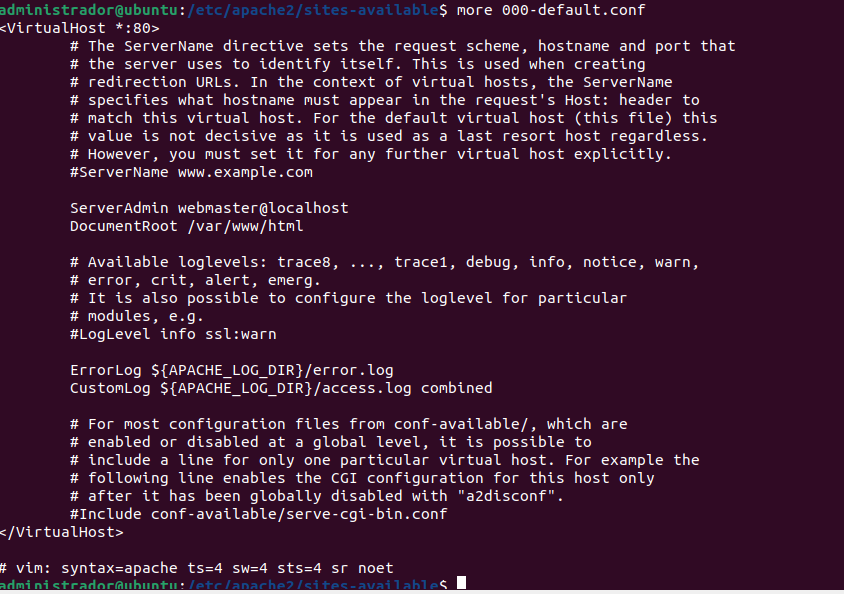 administrador@ubuntu:/etc/apache2/sites-available$ more 000-default.conf
<VirtualHost *:80>
        # The ServerName directive sets the request scheme, hostname and port that
        # the server uses to identify itself. This is used when creating
        # redirection URLs. In the context of virtual hosts, the ServerName
        # specifies what hostname must appear in the request's Host: header to
        # match this virtual host. For the default virtual host (this file) this
        # value is not decisive as it is used as a last resort host regardless.
        # However, you must set it for any further virtual host explicitly.
        #ServerName www.example.com

        ServerAdmin webmaster@localhost
        DocumentRoot /var/www/html

        # Available loglevels: trace8, ..., trace1, debug, info, notice, warn,
        # error, crit, alert, emerg.
        # It is also possible to configure the loglevel for particular
        # modules, e.g.
        #LogLevel info ssl:warn

        ErrorLog ${APACHE_LOG_DIR}/error.log
        CustomLog ${APACHE_LOG_DIR}/access.log combined

        # For most configuration files from conf-available/, which are
        # enabled or disabled at a global level, it is possible to
        # include a line for only one particular virtual host. For example the
        # following line enables the CGI configuration for this host only
        # after it has been globally disabled with "a2disconf".
        #Include conf-available/serve-cgi-bin.conf
</VirtualHost>

# vim: syntax=apache ts=4 sw=4 sts=4 sr noet
administrador@ubuntu:/etc/apache2/sites-available$